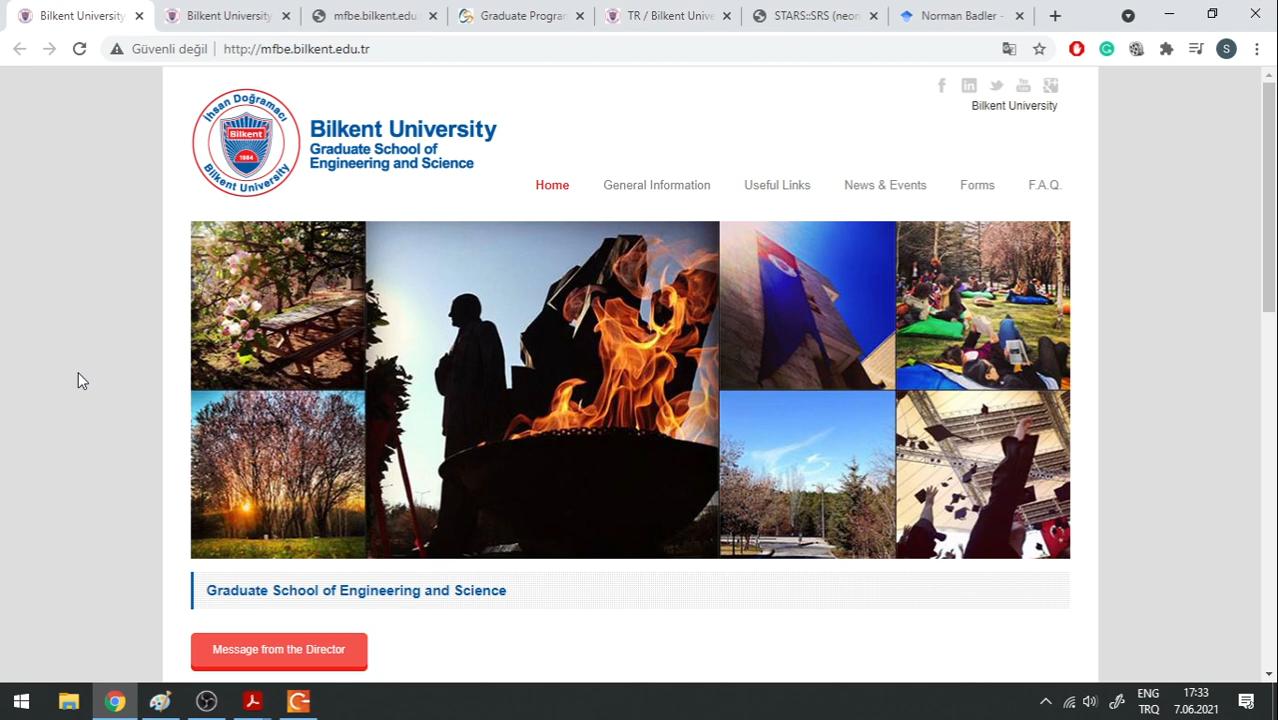 Bilkent University
Bilkent University
mfbe.bilkent.edu
Graduate Program
TR / Bilkent Unive
STARS::SRS (neon
Norman Badler -
Güvenli değil
http://mfbe.bilkent.edu.tr
S
Bilkent University
İhsan Doğramacı
Bilkent
1984
Bilkent University
Bilkent University
Graduate School of
Engineering and Science
Home
General Information
Useful Links
News & Events
Forms
F.A.Q.
Graduate School of Engineering and Science
Message from the Director
ENG
TRQ
17:33
7.06.2021